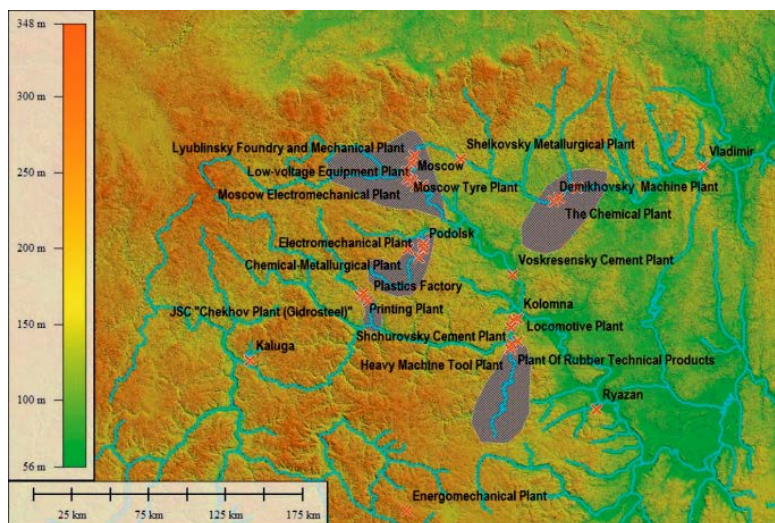 348 m
300 m
250 m
200 m
150 m
100 m
56 m
Lyublinsky Foundry and Mechanical Plant
Shelkovsky Metallurgical Plant
Vladimir
Moscow
Low-voltage Equipment Plant
Moscow Electromechanical Plant
Moscow Tyre Plant
Demikhovsky Machine Plant
The Chemical Plant
Podolsk
Electromechanical Plant
Chemical-Metallurgical Plant
Voskresensky Cement Plant
Plastics Factory
JSC "Chekhov Plant (Gidrosteel)"
Printing Plant
Kolomna
Shchurovsky Cement Plant
Locomotive Plant
Kaluga
Heavy Machine Tool Plant
Plant Of Rubber Technical Products
Ryazan
Energomechanical Plant
25 km
75 km
125 km
175 km